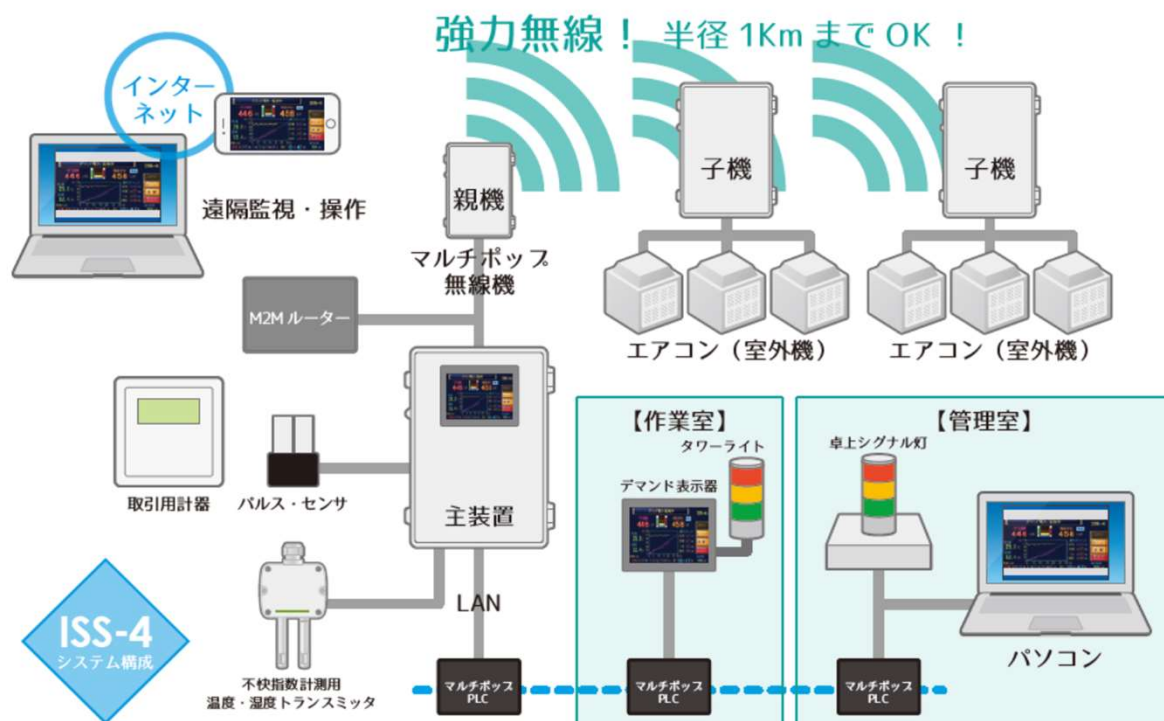 強力無線！ 半径 1Km まで OK ！
インター
ネット
遠隔監視・操作
親機
マルチポップ
無線機
子機
子機
エアコン（室外機）
エアコン（室外機）
M2M ルーター
取引用計器
パルス・センサ
主装置
LAN
不快指数計測用
温度・湿度トランスミッタ
ISS-4
システム構成
【作業室】
タワーライト
デマンド表示器
【管理室】
卓上シグナル灯
パソコン
マルチポップ
PLC
マルチポップ
PLC
マルチポップ
PLC